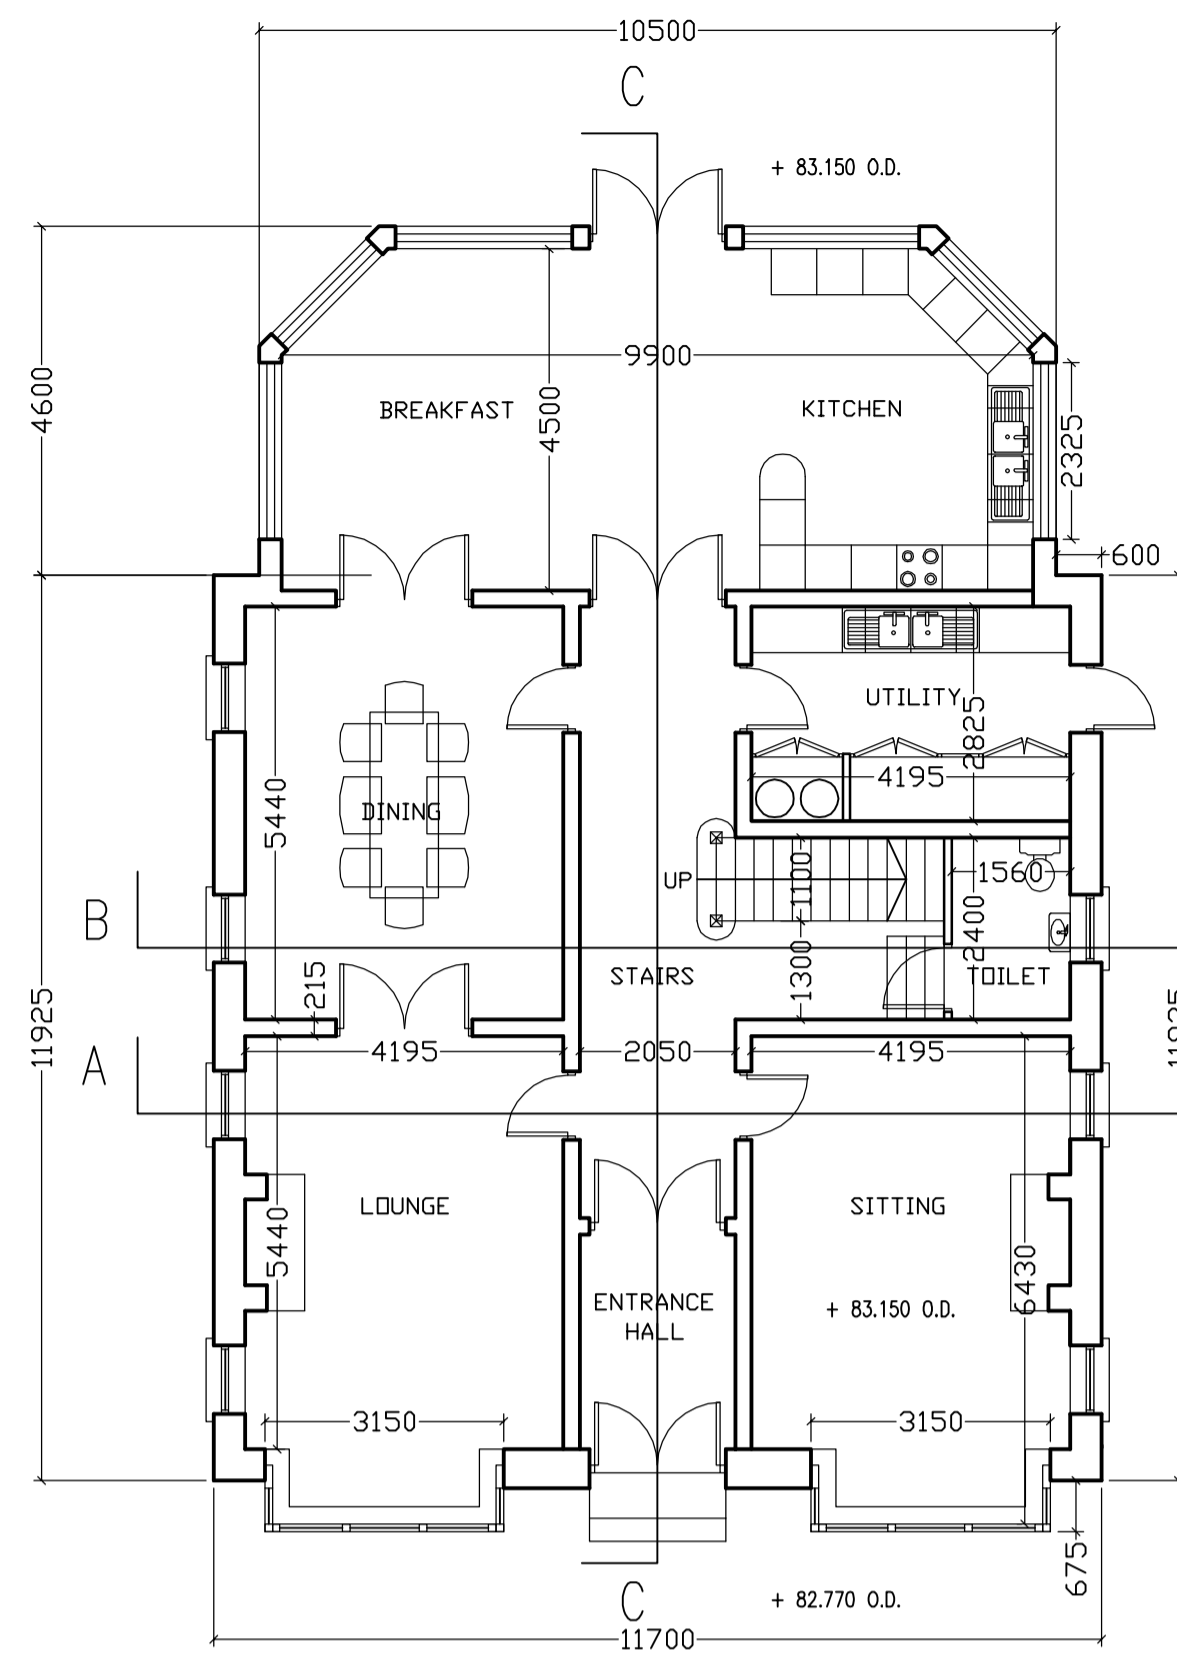 10500
C
+ 83.150 O.D.
9900
4600
BREAKFAST
4500
KITCHEN
2325
600
UTILITY
2825
4195
5440
DINING
UP
1100
1560
2400
B
STAIRS
1300
TOILET
215
11925
A
4195
2050
4195
LOUNGE
SITTING
5440
6430
ENTRANCE
HALL
+ 83.150 O.D.
3150
3150
675
C
+ 82.770 O.D.
11700